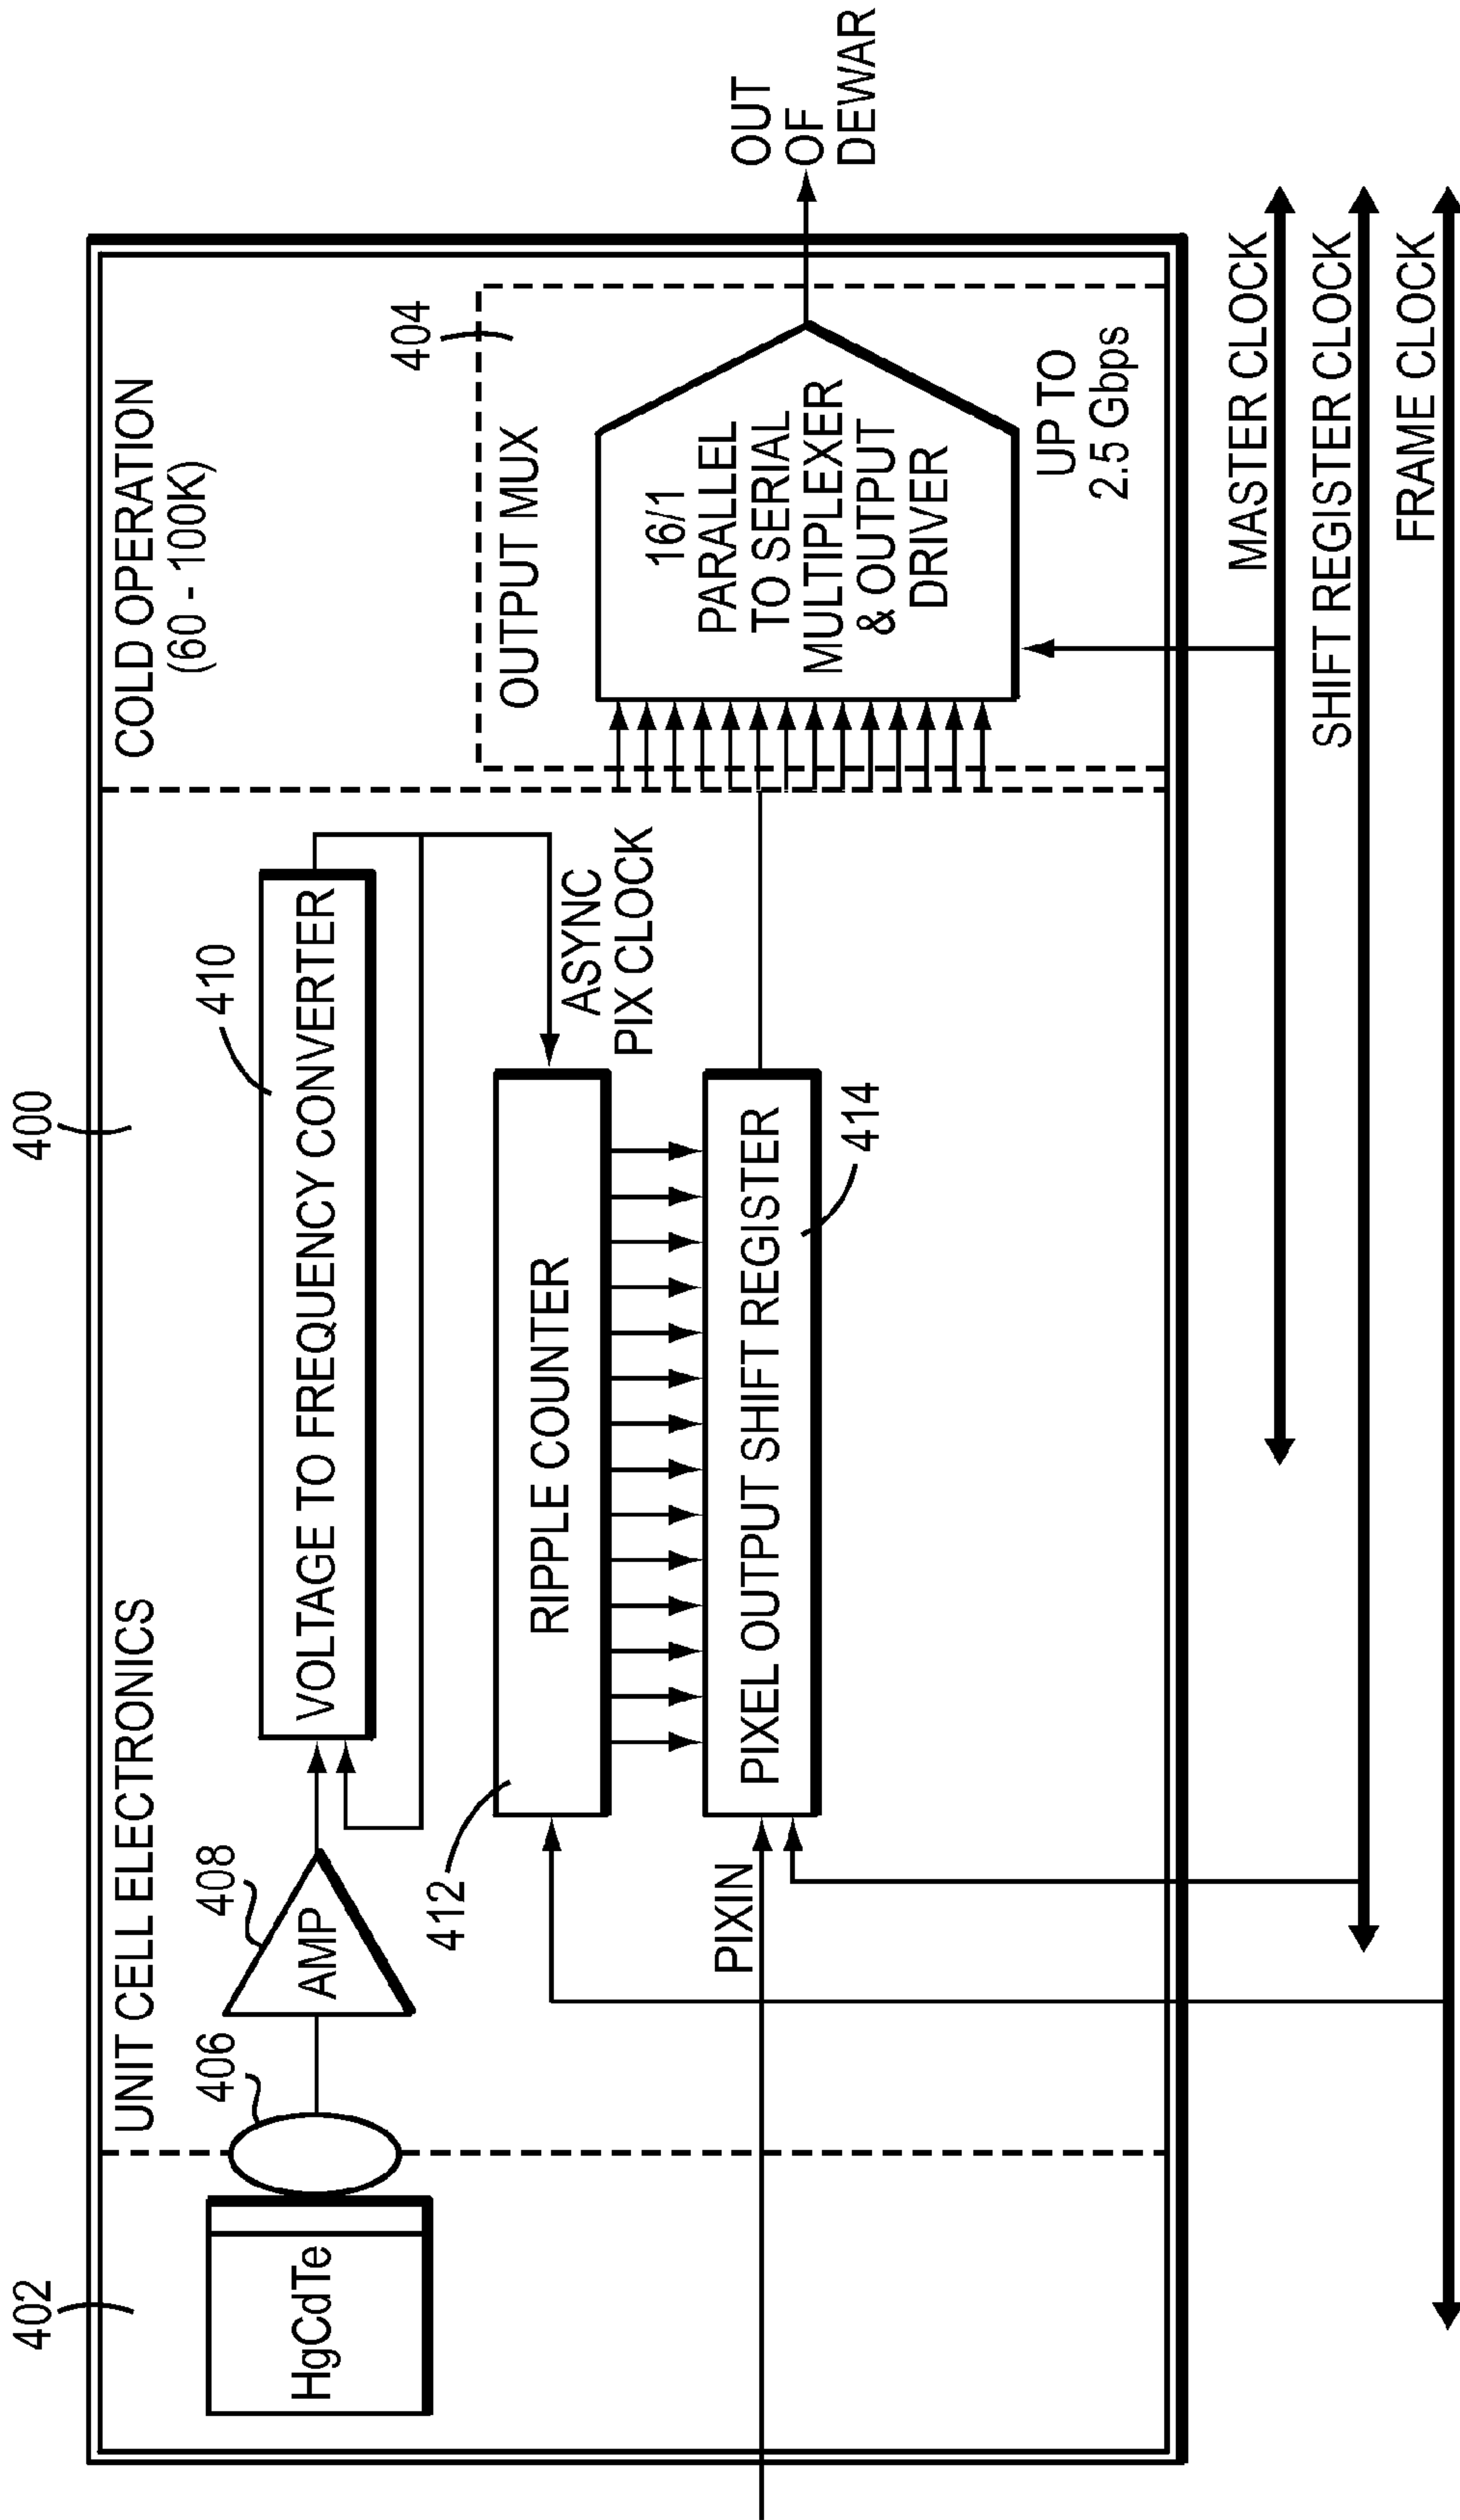 400
402
UNIT CELL ELECTRONICS
COLD OPERATION
(60 - 100K)
406
408
410
404
HgCdTe
AMP
VOLTAGE TO FREQUENCY CONVERTER
412
RIPPLE COUNTER
ASYNC
PIX CLOCK
OUTPUT MUX
16/1
PARALLEL
TO SERIAL
MULTIPLEXER
& OUTPUT
DRIVER
OUT
OF
DEWAR
PIXIN
PIXEL OUTPUT SHIFT REGISTER
414
UP TO
2.5 Gbps
MASTER CLOCK
SHIFT REGISTER CLOCK
FRAME CLOCK